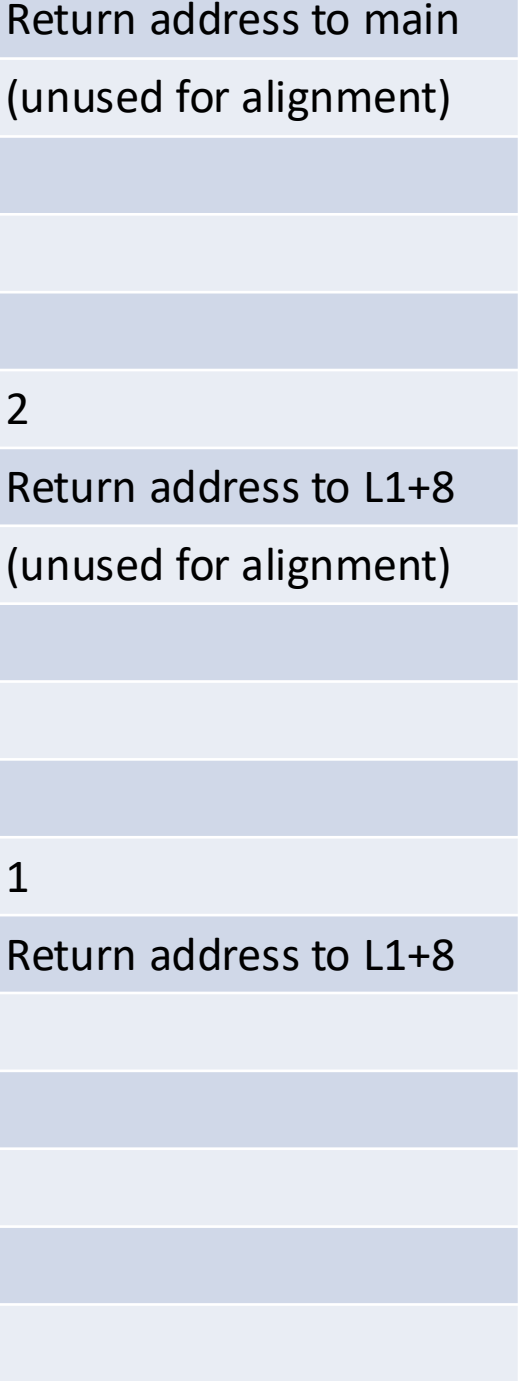 Return address to main
(unused for alignment)
2
Return address to L1+8
(unused for alignment)
1
Return address to L1+8